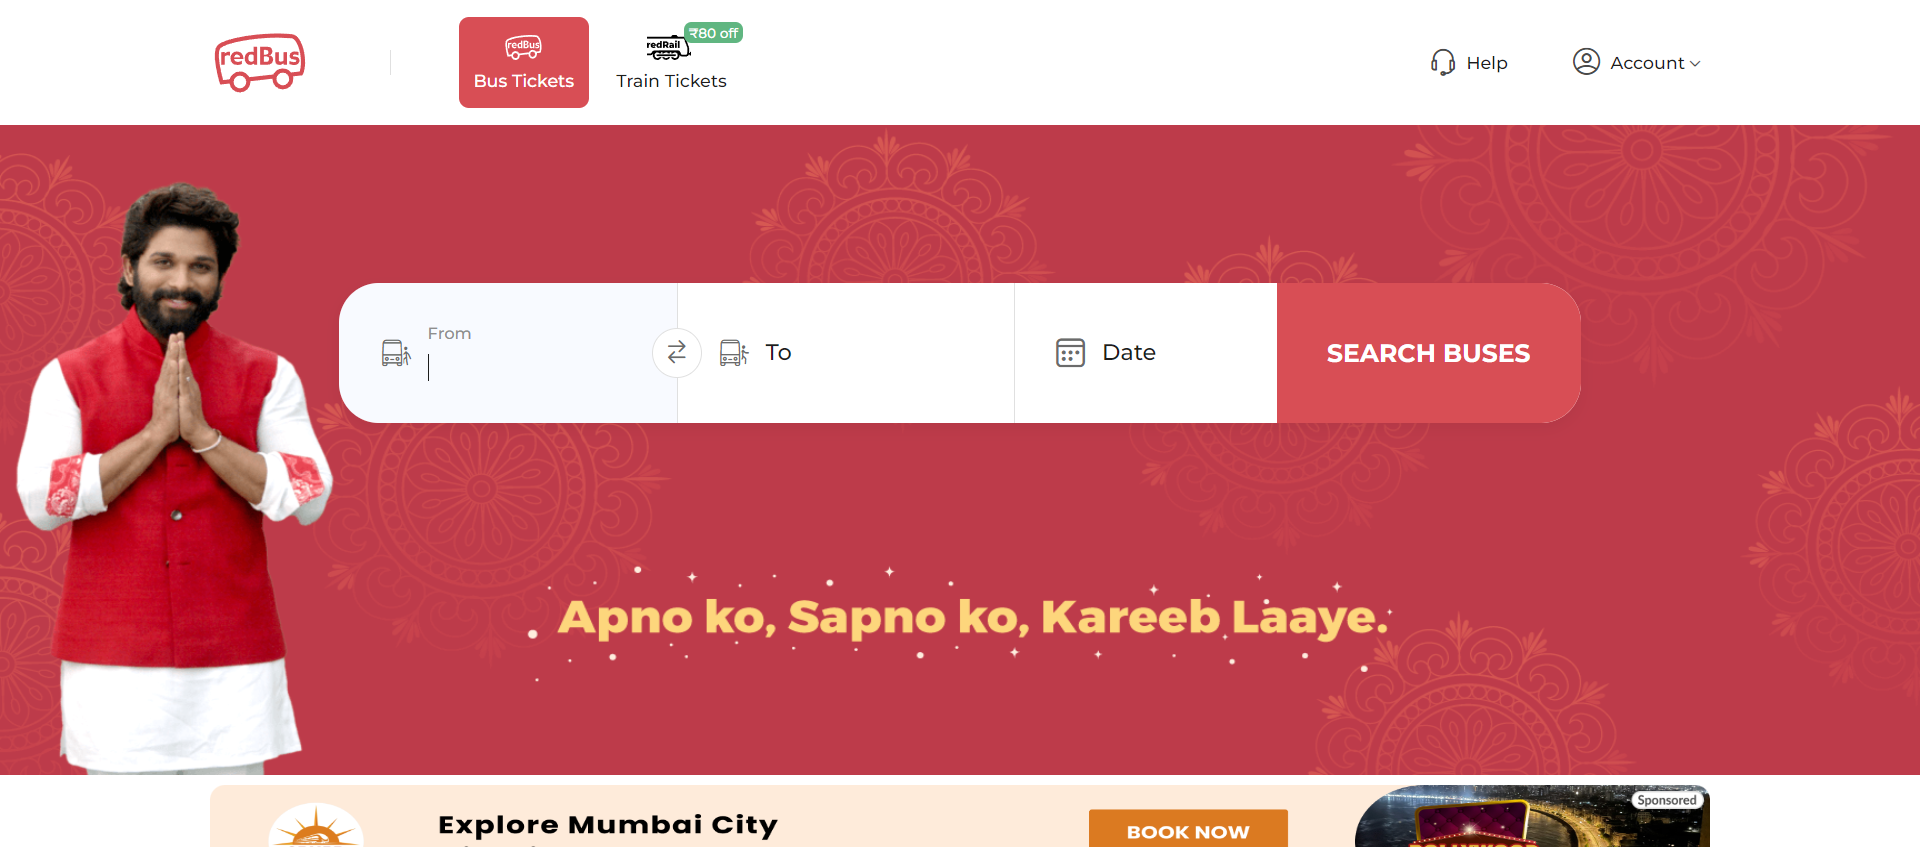 redBus
redBus
Bus Tickets
redRail
₹80 off
Train Tickets
Help
Account
From
To
Date
SEARCH BUSES
Apno ko, Sapno ko, Kareeb Laaye.
Explore Mumbai City
BOOK NOW
Sponsored